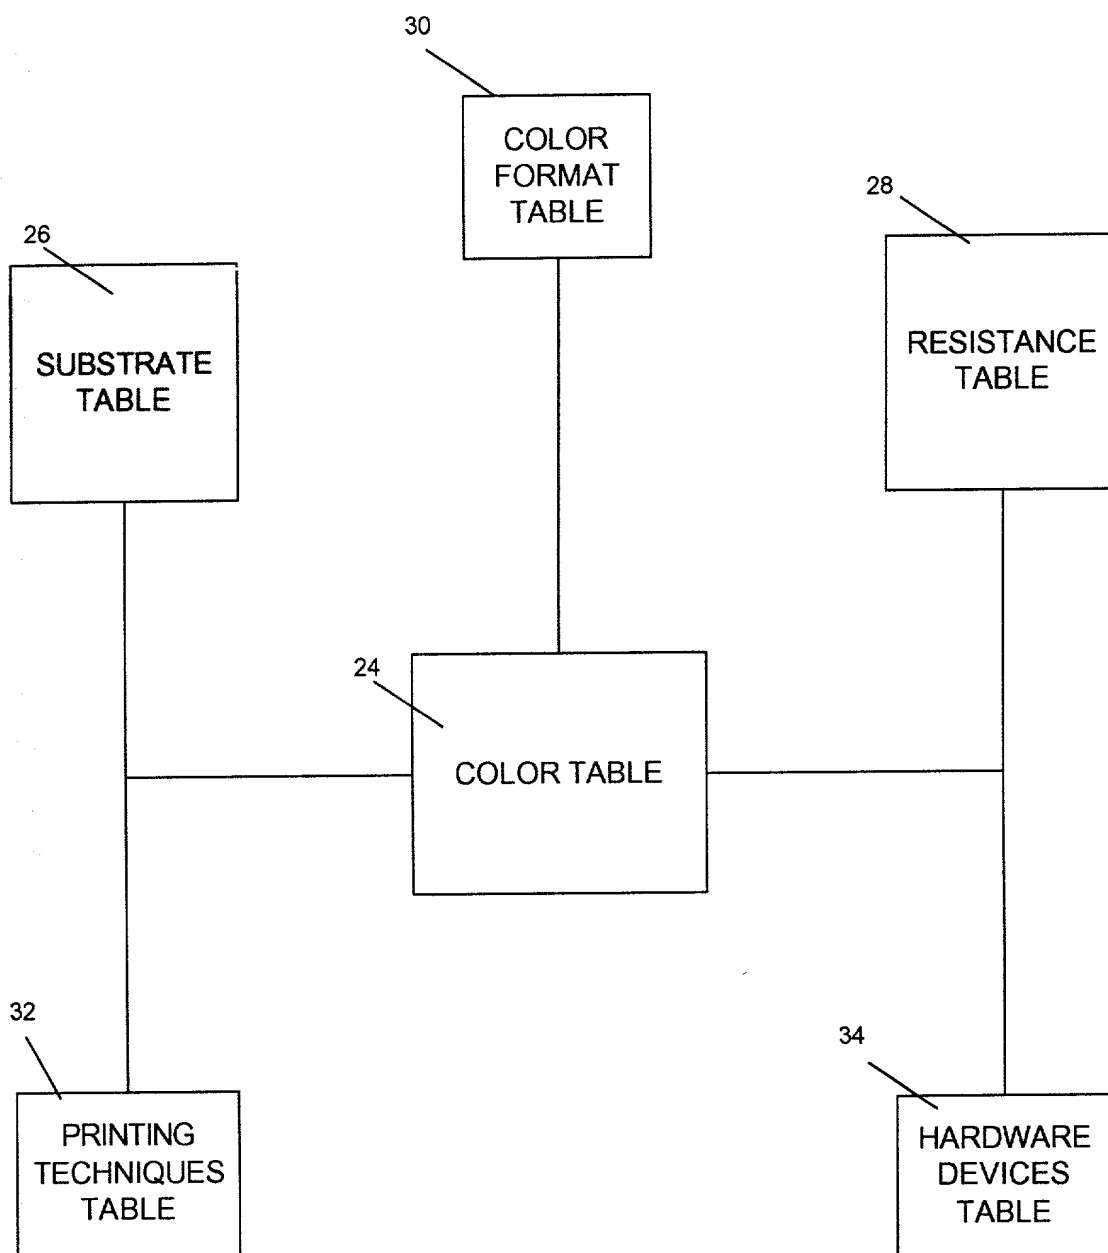 30
COLOR
FORMAT
TABLE
28
26
RESISTANCE
TABLE
SUBSTRATE
TABLE
24
COLOR TABLE
32
34
PRINTING
TECHNIQUES
TABLE
HARDWARE
DEVICES
TABLE